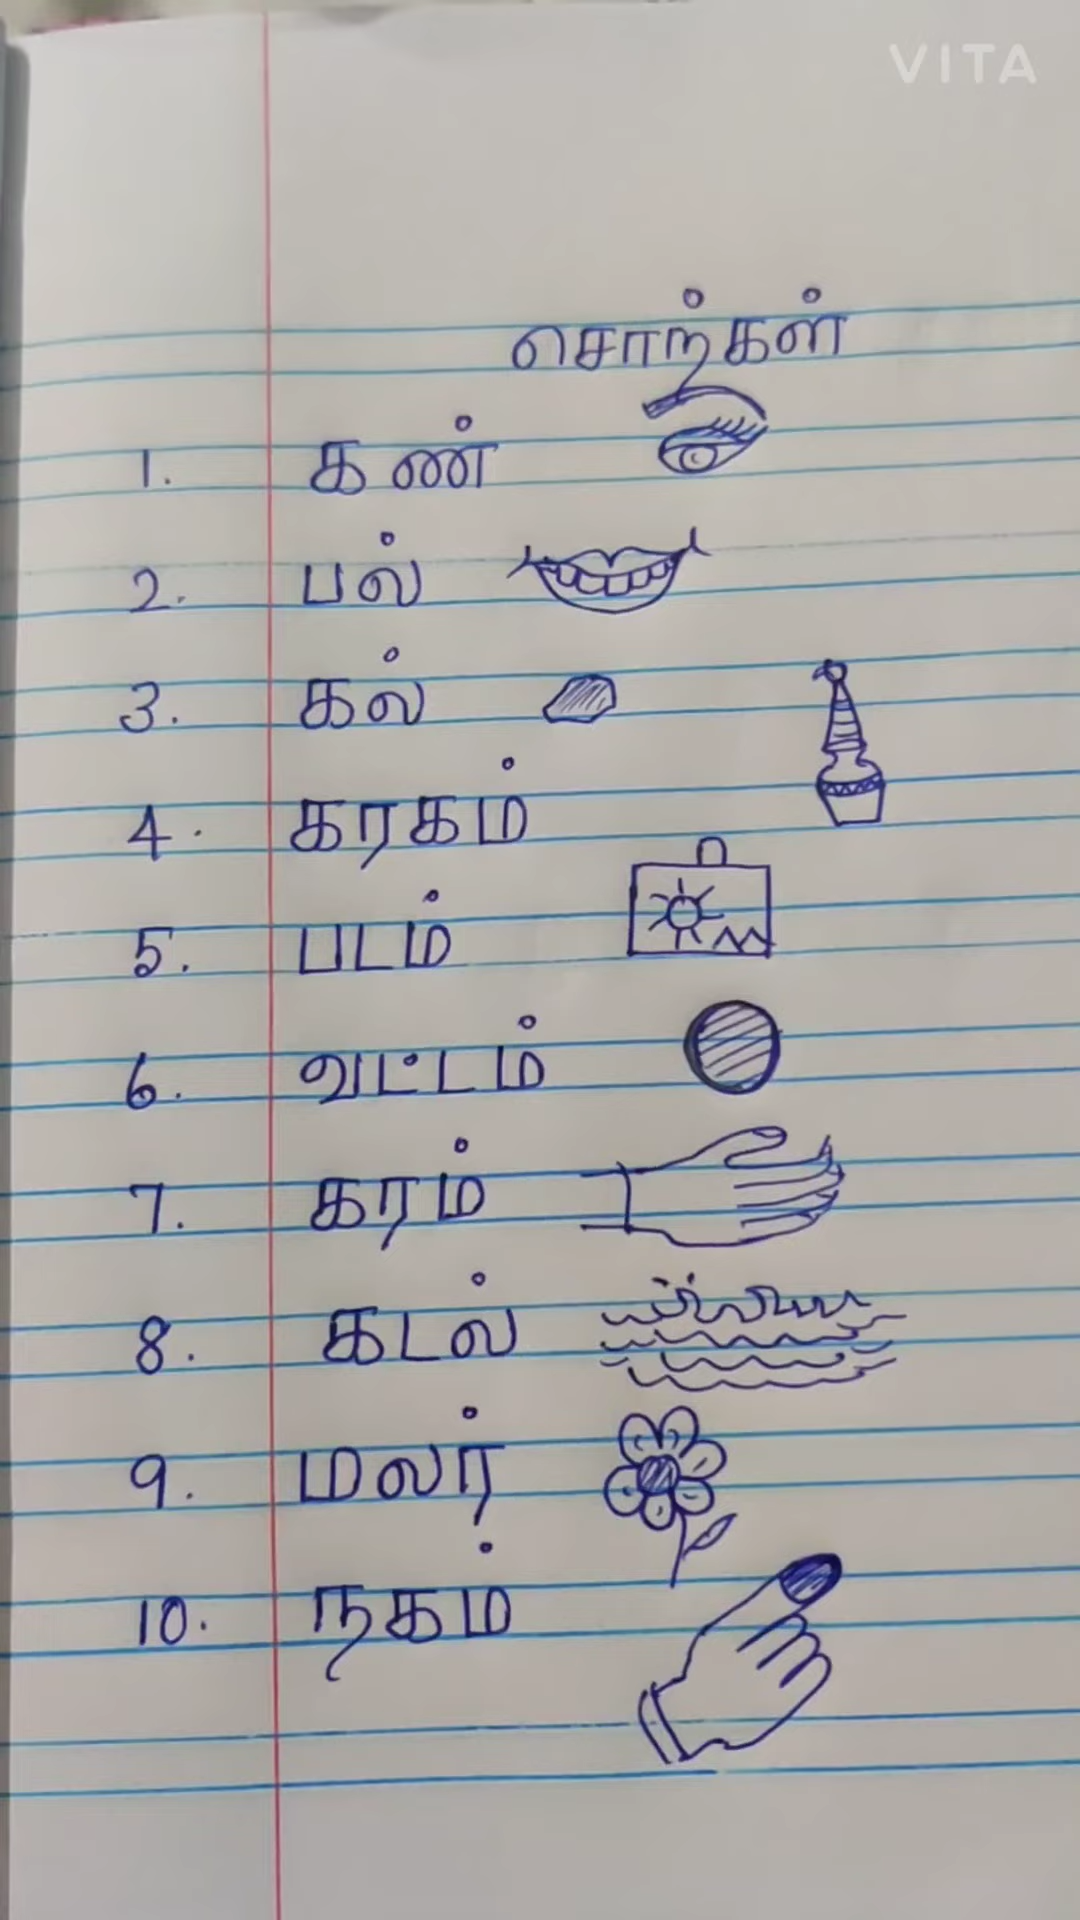 VITA
சொற்கள்
1. கண்
2. பல்
3. கல்
4. கரகம்
5. படம்
6. வட்டம்
7. கரம்
8. கடல்
9. மலர்
10. நகம்